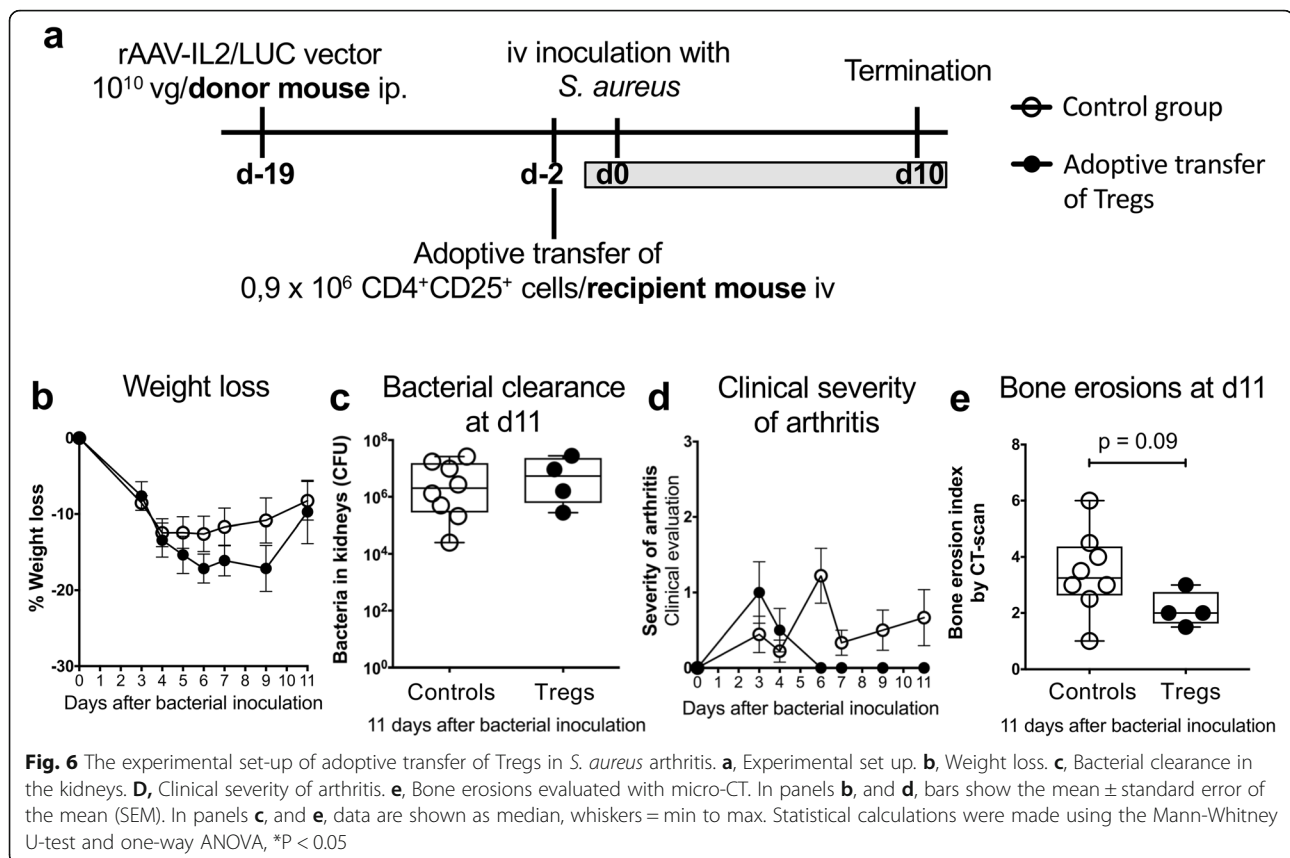 a
rAAV-IL2/LUC vector
10¹⁰ vg/donor mouse ip.
iv inoculation with
S. aureus
Termination
Control group
Adoptive transfer
of Tregs
d-19
d-2
d0
d10
Adoptive transfer of
0,9 x 10⁶ CD4⁺CD25⁺ cells/recipient mouse iv
b
Weight loss
% Weight loss
0
-10
-20
-30
0 1 2 3 4 5 6 7 8 9 10 11
Days after bacterial inoculation
c
Bacterial clearance
at d11
Bacteria in kidneys (CFU)
10⁸
10⁶
10⁴
10²
10⁰
Controls
Tregs
11 days after bacterial inoculation
d
Clinical severity
of arthritis
Severity of arthritis
Clinical evaluation
3
2
1
0
0 1 2 3 4 5 6 7 8 9 10 11
Days after bacterial inoculation
e
Bone erosions at d11
p = 0.09
Bone erosion index
by CT-scan
8
6
4
2
0
Controls
Tregs
11 days after bacterial inoculation
Fig. 6 The experimental set-up of adoptive transfer of Tregs in S. aureus arthritis. a, Experimental set up. b, Weight loss. c, Bacterial clearance in
the kidneys. D, Clinical severity of arthritis. e, Bone erosions evaluated with micro-CT. In panels b, and d, bars show the mean ± standard error of
the mean (SEM). In panels c, and e, data are shown as median, whiskers = min to max. Statistical calculations were made using the Mann-Whitney
U-test and one-way ANOVA, *P < 0.05